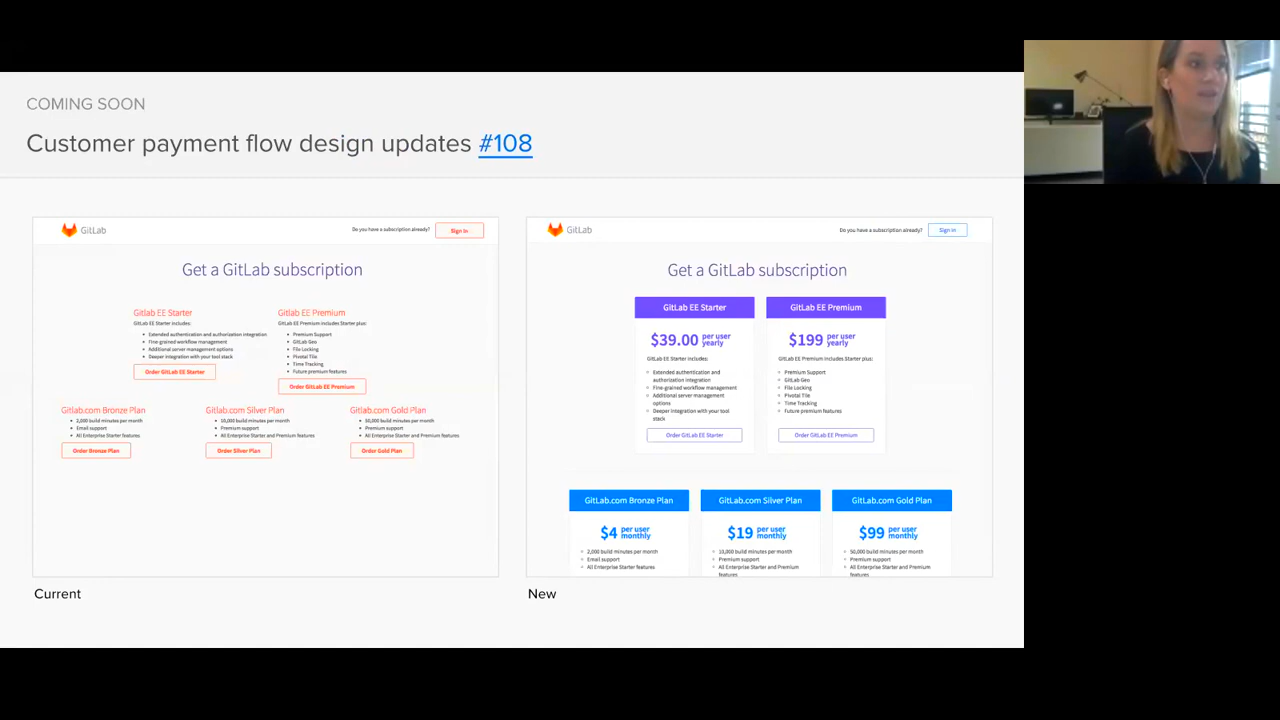 COMING SOON
Customer payment flow design updates #108
GitLab
Do you have a subscription already?
Sign in
Get a GitLab subscription
Gitlab EE Starter
GitLab EE Starter includes:
Extended authentication and authorization integration
Fine-grained workflow management
Additional server management options
Deeper integration with your tool stack
Order GitLab EE Starter
Gitlab EE Premium
GitLab EE Premium includes Starter plus:
Premium Support
GitLab Geo
File Locking
Pivotal Tile
Time Tracking
Future premium features
Order GitLab EE Premium
Gitlab.com Bronze Plan
2,000 build minutes per month
Email support
All Enterprise Starter features
Order Bronze Plan
Gitlab.com Silver Plan
10,000 build minutes per month
Premium support
All Enterprise Starter and Premium features
Order Silver Plan
Gitlab.com Gold Plan
50,000 build minutes per month
Premium support
All Enterprise Starter and Premium features
Order Gold Plan
Current
GitLab
Do you have a subscription already?
Sign in
Get a GitLab subscription
GitLab EE Starter
$39.00 per user
yearly
GitLab EE Starter includes:
Extended authentication and
authorization integration
Fine-grained workflow management
Additional server management
options
Deeper integration with your tool
stack
Order GitLab EE Starter
GitLab EE Premium
$199 per user
yearly
GitLab EE Premium includes Starter plus:
Premium Support
GitLab Geo
File Locking
Pivotal Tile
Time Tracking
Future premium features
Order GitLab EE Premium
GitLab.com Bronze Plan
$4 per user
monthly
2,000 build minutes per month
Email support
All Enterprise Starter features
GitLab.com Silver Plan
$19 per user
monthly
10,000 build minutes per month
Premium support
All Enterprise Starter and Premium
features
GitLab.com Gold Plan
$99 per user
monthly
50,000 build minutes per month
Premium support
All Enterprise Starter and Premium
features
New